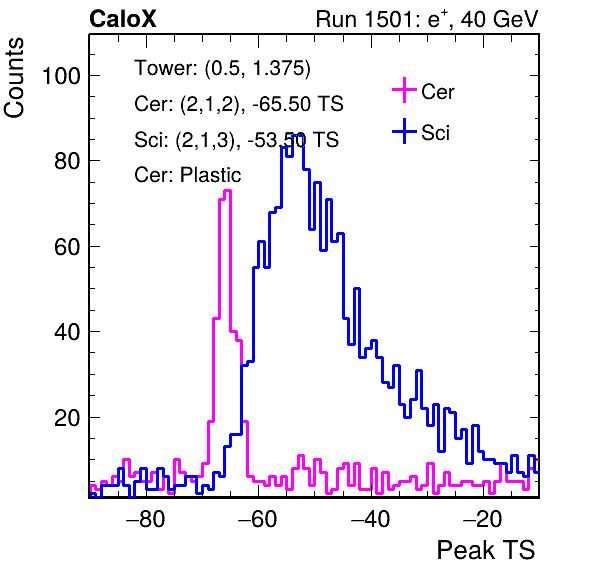 CaloX Run 1501: e⁺, 40 GeV
Counts
Tower: (0.5, 1.375)
Cer: (2,1,2), -65.50 TS
Sci: (2,1,3), -53.50 TS
Cer: Plastic
Cer
Sci
100
80
60
40
20
−80 −60 −40 −20
Peak TS